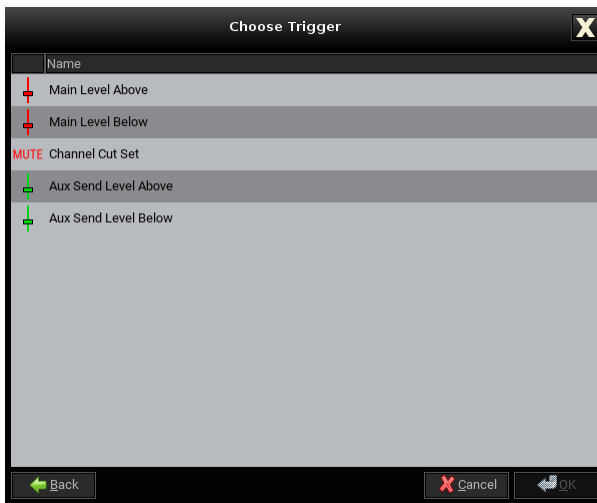 Choose Trigger X
Name
Main Level Above
Main Level Below
MUTE Channel Cut Set
Aux Send Level Above
Aux Send Level Below
Back Cancel OK